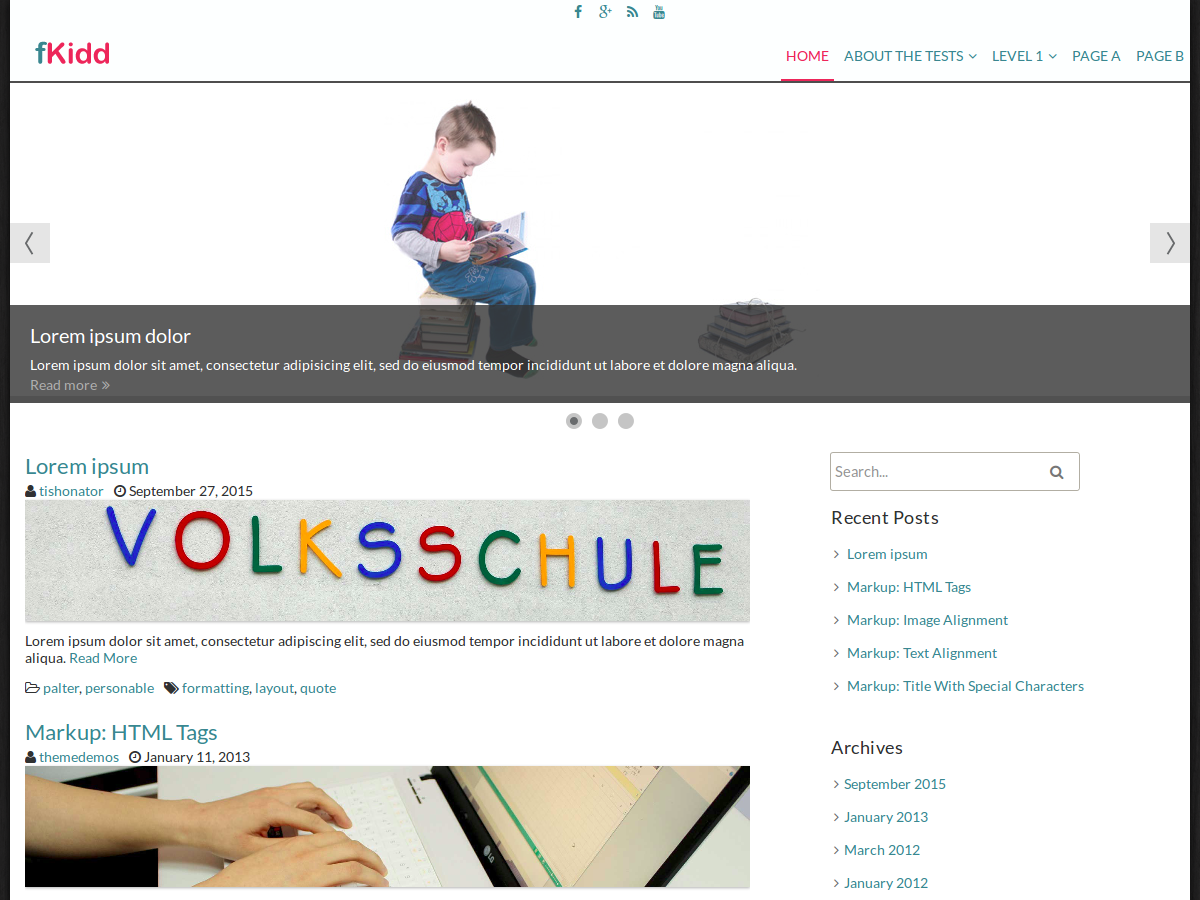 fKidd
HOME ABOUT THE TESTS LEVEL 1 PAGE A PAGE B
Lorem ipsum dolor
Lorem ipsum dolor sit amet, consectetur adipisicing elit, sed do eiusmod tempor incididunt ut labore et dolore magna aliqua.
Read more »
Lorem ipsum
tishonator September 27, 2015
VOLKSSCHULE
Lorem ipsum dolor sit amet, consectetur adipiscing elit, sed do eiusmod tempor incididunt ut labore et dolore magna
aliqua. Read More
palter, personable formatting, layout, quote
Markup: HTML Tags
themedemos January 11, 2013
LG
Search...
Recent Posts
Lorem ipsum
Markup: HTML Tags
Markup: Image Alignment
Markup: Text Alignment
Markup: Title With Special Characters
Archives
September 2015
January 2013
March 2012
January 2012